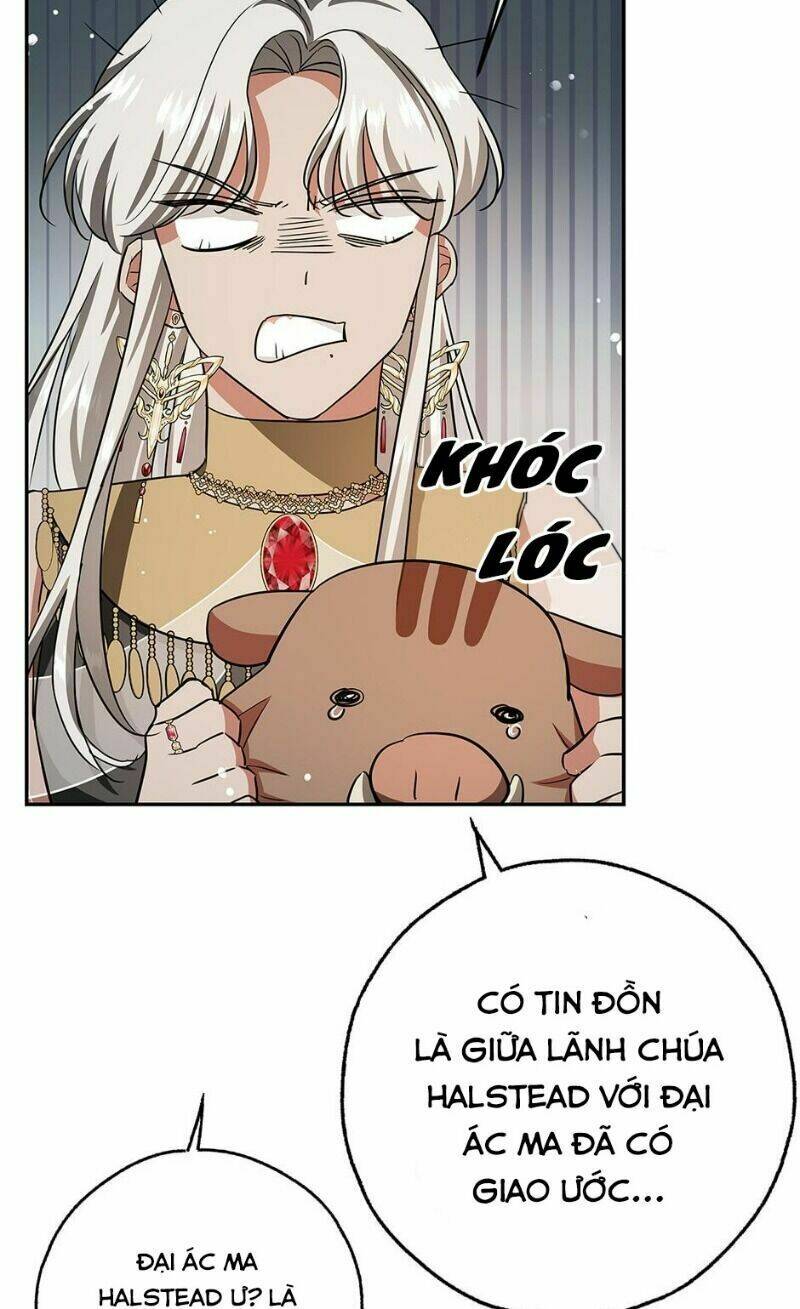 KHÓC
LÓC
CÓ TIN ĐỒN
LÀ GIỮA LÃNH CHÚA
HALSTEAD VỚI ĐẠI
ÁC MA ĐÃ CÓ
GIAO ƯỚC...
ĐẠI ÁC MA
HALSTEAD Ư? LÀ